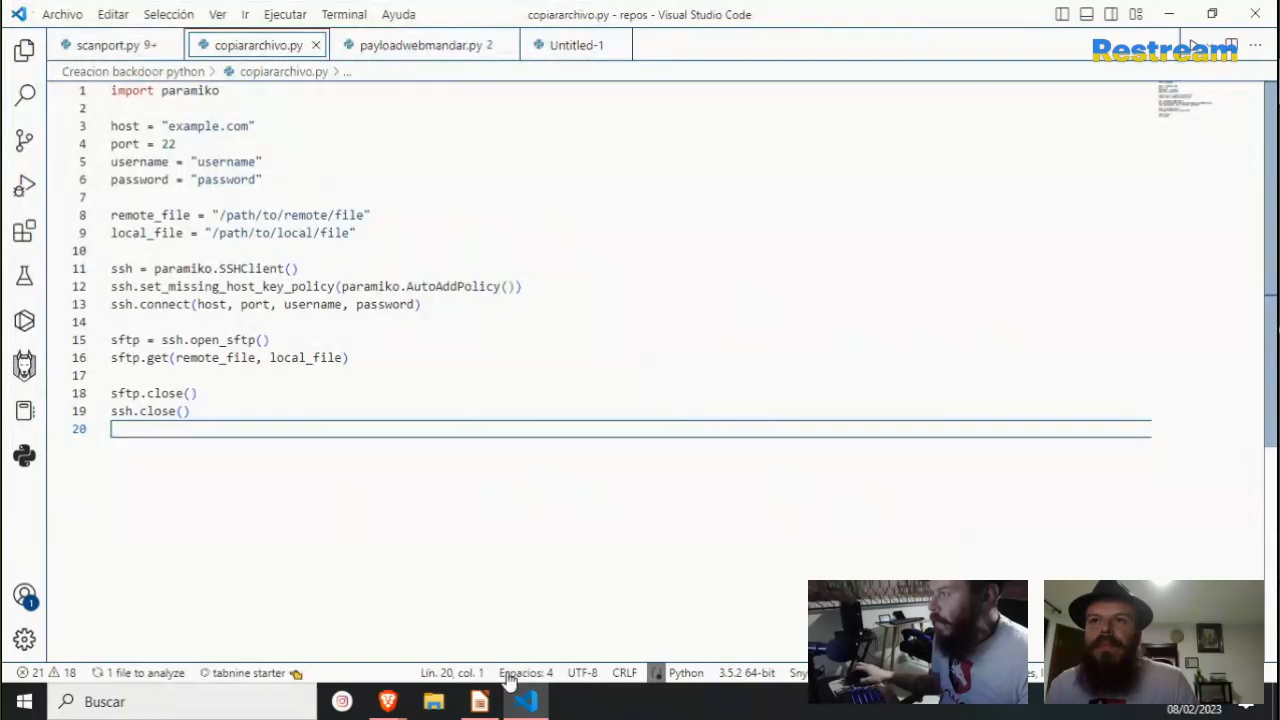 Archivo Editar Selección Ver Ir Ejecutar Terminal Ayuda copiararchivo.py - repos - Visual Studio Code
scanport.py 9+ copiararchivo.py payloadwebmandar.py 2 Untitled-1
Restream
Creacion backdoor python > copiararchivo.py > ...
1 import paramiko
2
3 host = "example.com"
4 port = 22
5 username = "username"
6 password = "password"
7
8 remote_file = "/path/to/remote/file"
9 local_file = "/path/to/local/file"
10
11 ssh = paramiko.SSHClient()
12 ssh.set_missing_host_key_policy(paramiko.AutoAddPolicy())
13 ssh.connect(host, port, username, password)
14
15 sftp = ssh.open_sftp()
16 sftp.get(remote_file, local_file)
17
18 sftp.close()
19 ssh.close()
20
1
21 18 1 file to analyze tabnine starter Lín. 20, col. 1 Espacios: 4 UTF-8 CRLF Python 3.5.2 64-bit
Buscar
08/02/2023